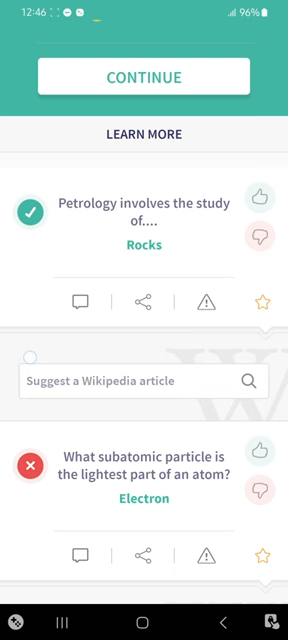 12:46
96%
CONTINUE
LEARN MORE
Petrology involves the study
of....
Rocks
Suggest a Wikipedia article
W
What subatomic particle is
the lightest part of an atom?
Electron